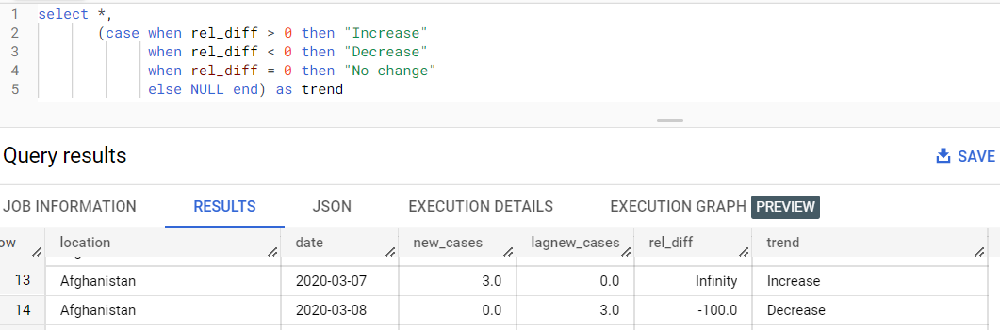 1 select *,
2 (case when rel_diff > 0 then "Increase"
3 when rel_diff < 0 then "Decrease"
4 when rel_diff = 0 then "No change"
5 else NULL end) as trend
Query results
SAVE
JOB INFORMATION RESULTS JSON EXECUTION DETAILS EXECUTION GRAPH PREVIEW
ow location date new_cases lagnew_cases rel_diff trend
13 Afghanistan 2020-03-07 3.0 0.0 Infinity Increase
14 Afghanistan 2020-03-08 0.0 3.0 -100.0 Decrease